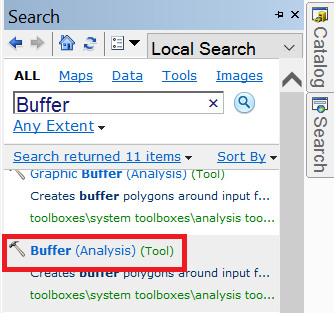 Search
Local Search
ALL Maps Data Tools Images
Buffer
Any Extent
Search returned 11 items Sort By
Graphic Buffer (Analysis) (Tool)
Creates buffer polygons around input f...
toolboxes\system toolboxes\analysis too...
Buffer (Analysis) (Tool)
Creates buffer polygons around input f...
toolboxes\system toolboxes\analysis too...
Catalog
Search